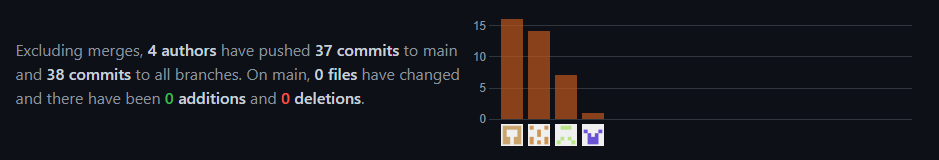 Excluding merges, 4 authors have pushed 37 commits to main
and 38 commits to all branches. On main, 0 files have changed
and there have been 0 additions and 0 deletions.
15
10
5
0